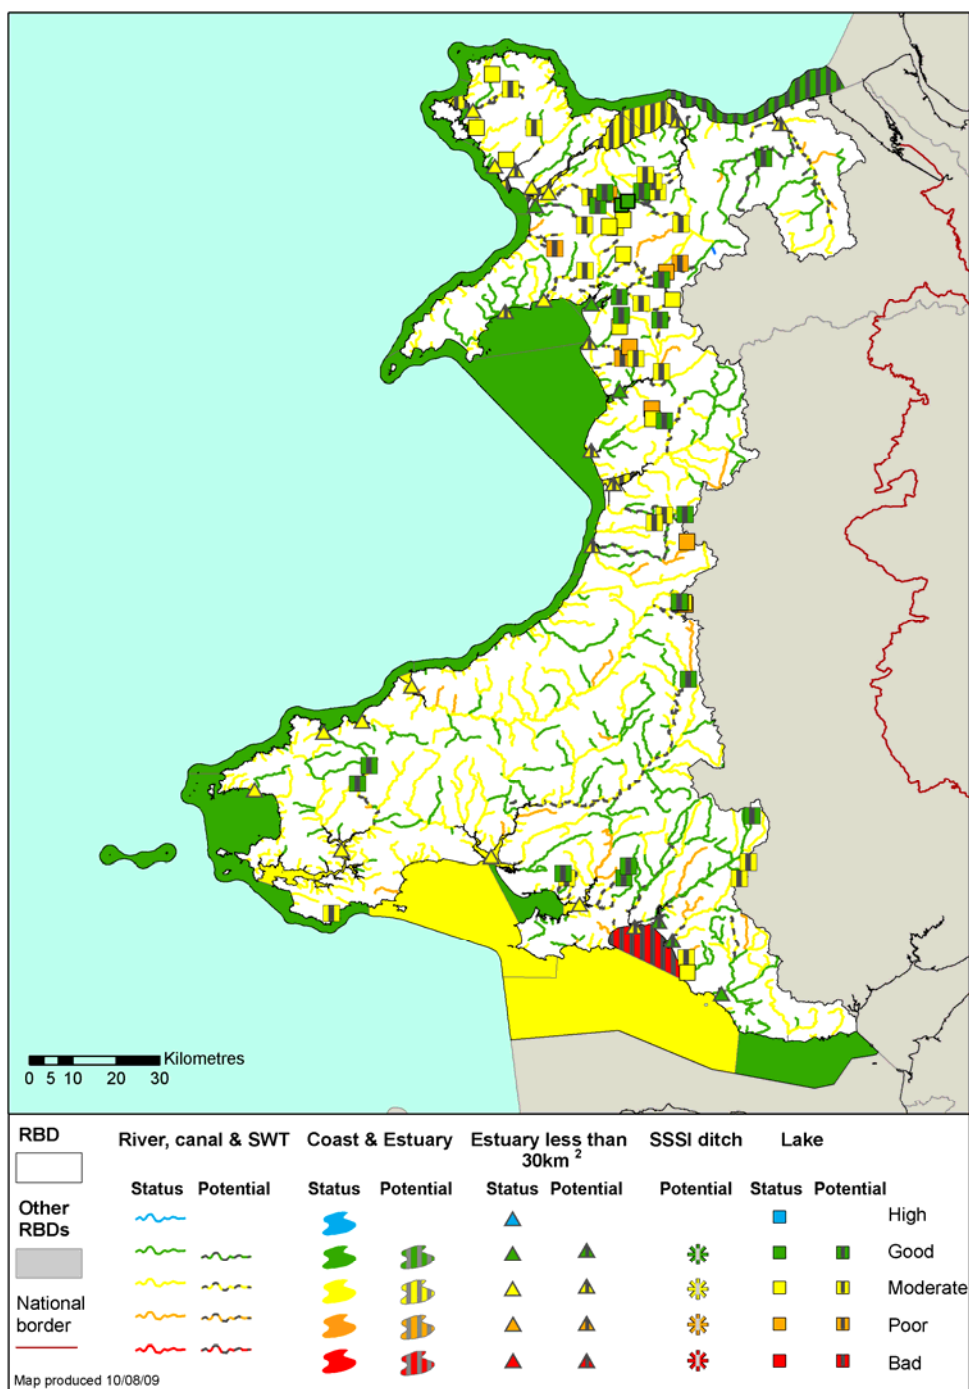 Kilometres
0 5 10 20 30
RBD
River, canal & SWT Coast & Estuary Estuary less than 30km 2 SSSI ditch Lake
Status Potential Status Potential Status Potential Potential Status Potential
Other RBDs
High
Good
Moderate
National border
Poor
Bad
Map produced 10/08/09